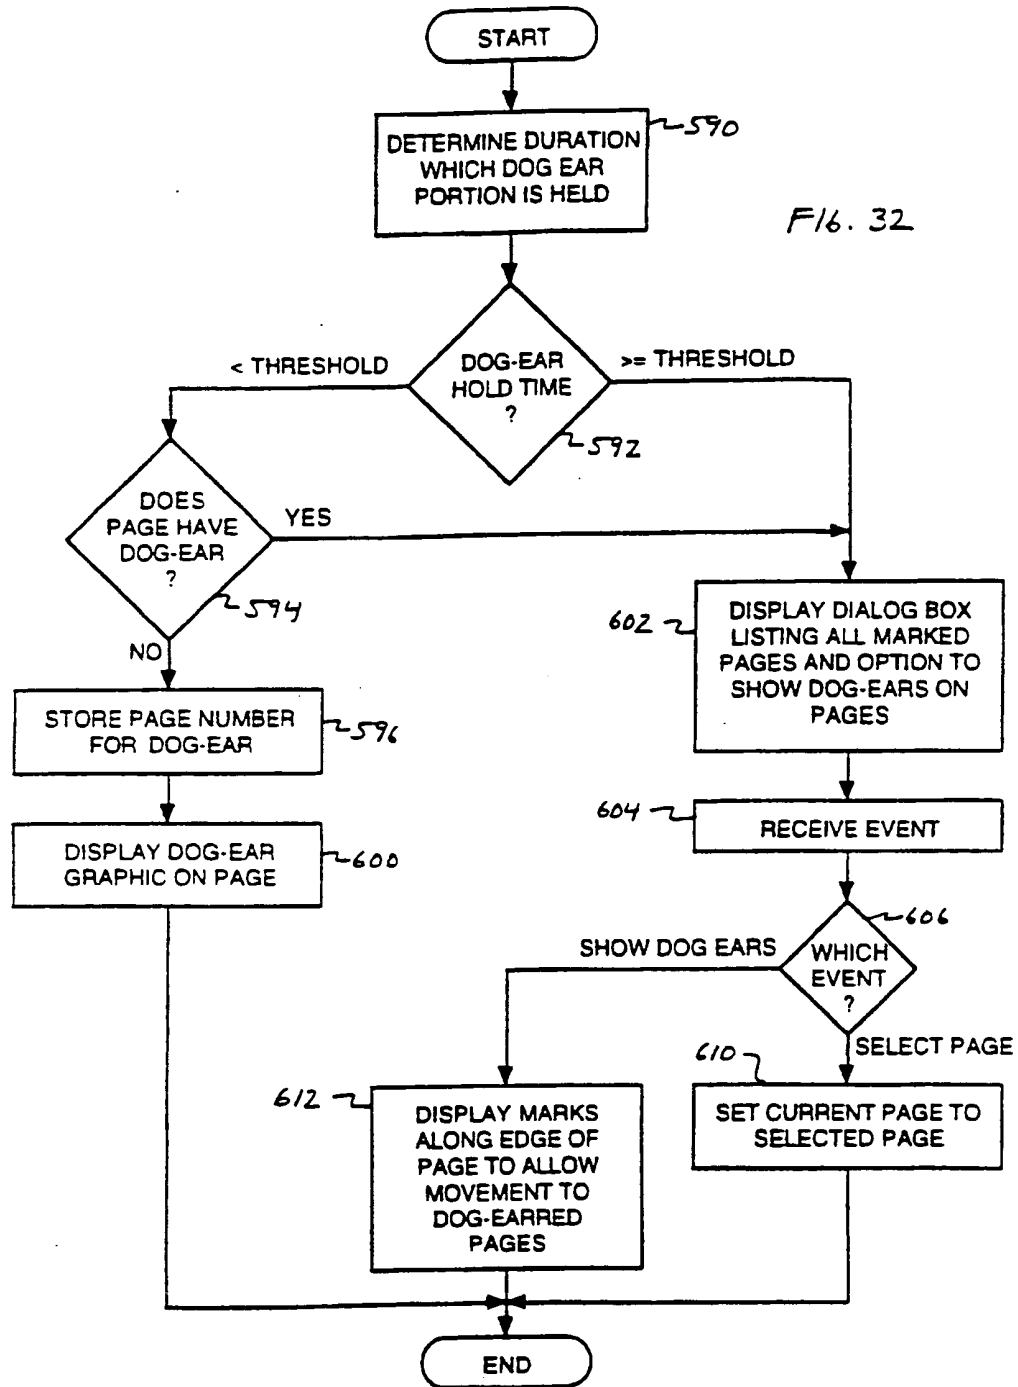 START
DETERMINE DURATION
WHICH DOG EAR
PORTION IS HELD
590
FIG. 32
< THRESHOLD
DOG-EAR
HOLD TIME
?
>= THRESHOLD
592
DOES
PAGE HAVE
DOG-EAR
?
YES
594
NO
602
DISPLAY DIALOG BOX
LISTING ALL MARKED
PAGES AND OPTION TO
SHOW DOG-EARS ON
PAGES
STORE PAGE NUMBER
FOR DOG-EAR
596
604
RECEIVE EVENT
DISPLAY DOG-EAR
GRAPHIC ON PAGE
600
606
SHOW DOG EARS
WHICH
EVENT
?
SELECT PAGE
610
SET CURRENT PAGE TO
SELECTED PAGE
612
DISPLAY MARKS
ALONG EDGE OF
PAGE TO ALLOW
MOVEMENT TO
DOG-EARRED
PAGES
END